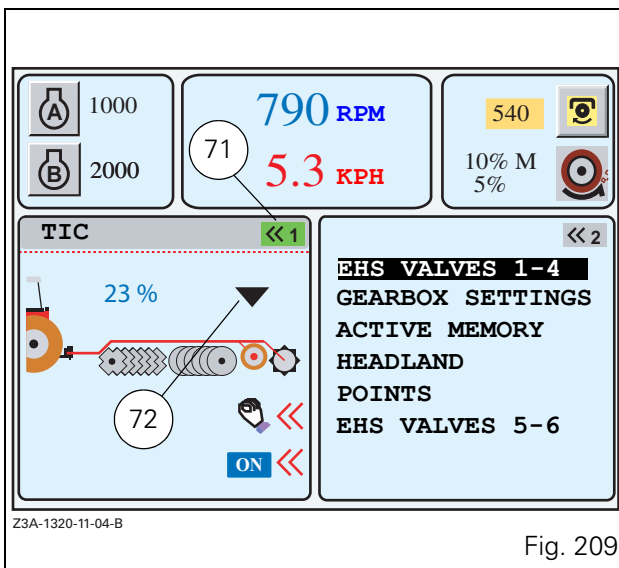 A 1000
B 2000
790 RPM
5.3 KPH
540
10% M
5%
71
TIC
«1
23 %
72
ON
«2
EHS VALVES 1-4
GEARBOX SETTINGS
ACTIVE MEMORY
HEADLAND
POINTS
EHS VALVES 5-6
Z3A-1320-11-04-B
Fig. 209